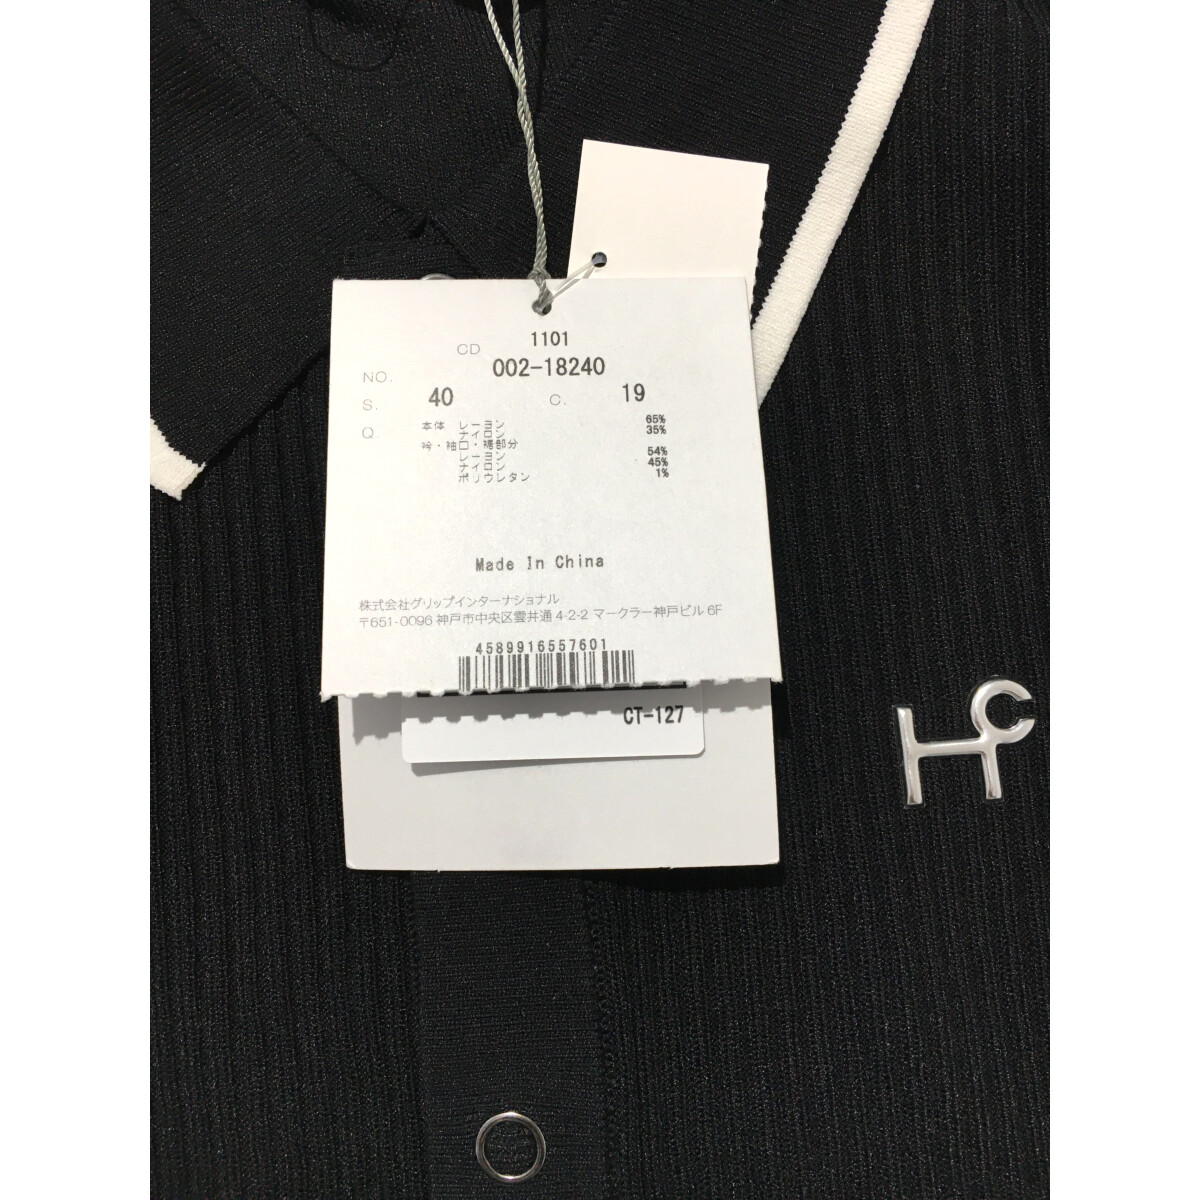 CD 1101
NO. 002-18240
S. 40 C. 19
Q 本体 レーヨン 65%
ナイロン 35%
衿・袖口・裾部分
レーヨン 54%
ナイロン 45%
ポリウレタン 1%
Made In China
株式会社グリップインターナショナル
〒651-0096 神戸市中央区雲井通 4-2-2 マークラー神戸ビル 6F
4589916557601
CT-127
HC